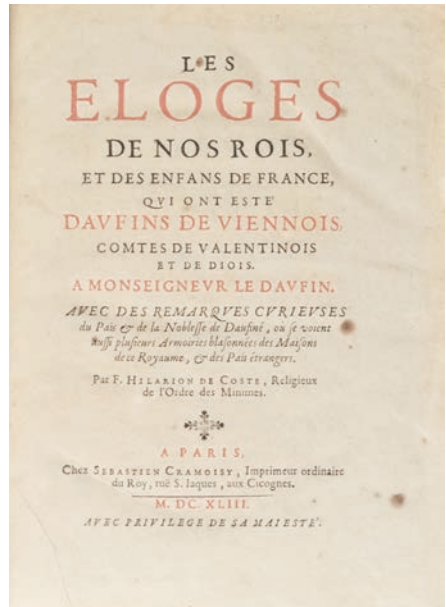 LES
ELOGES
DE NOS ROIS,
ET DES ENFANS DE FRANCE,
QVI ONT ESTE'
DAVFINS DE VIENNOIS,
COMTES DE VALENTINOIS
ET DE DIOIS.
A MONSEIGNEVR LE DAVFIN.
AVEC DES REMARQVES CVRIEVSES
du Païs & de la Noblesse de Daufiné, où se voient
aussi plusieurs Armoiries blasonnées des Maisons
de ce Royaume, & des Païs étrangers.
Par F. HILARION DE COSTE, Religieux
de l'Ordre des Minimes.
A PARIS,
Chez SEBASTIEN CRAMOISY, Imprimeur ordinaire
du Roy, ruë S. Iaques, aux Cicognes.
M. DC. XLIII.
AVEC PRIVILEGE DE SA MAIESTE'.